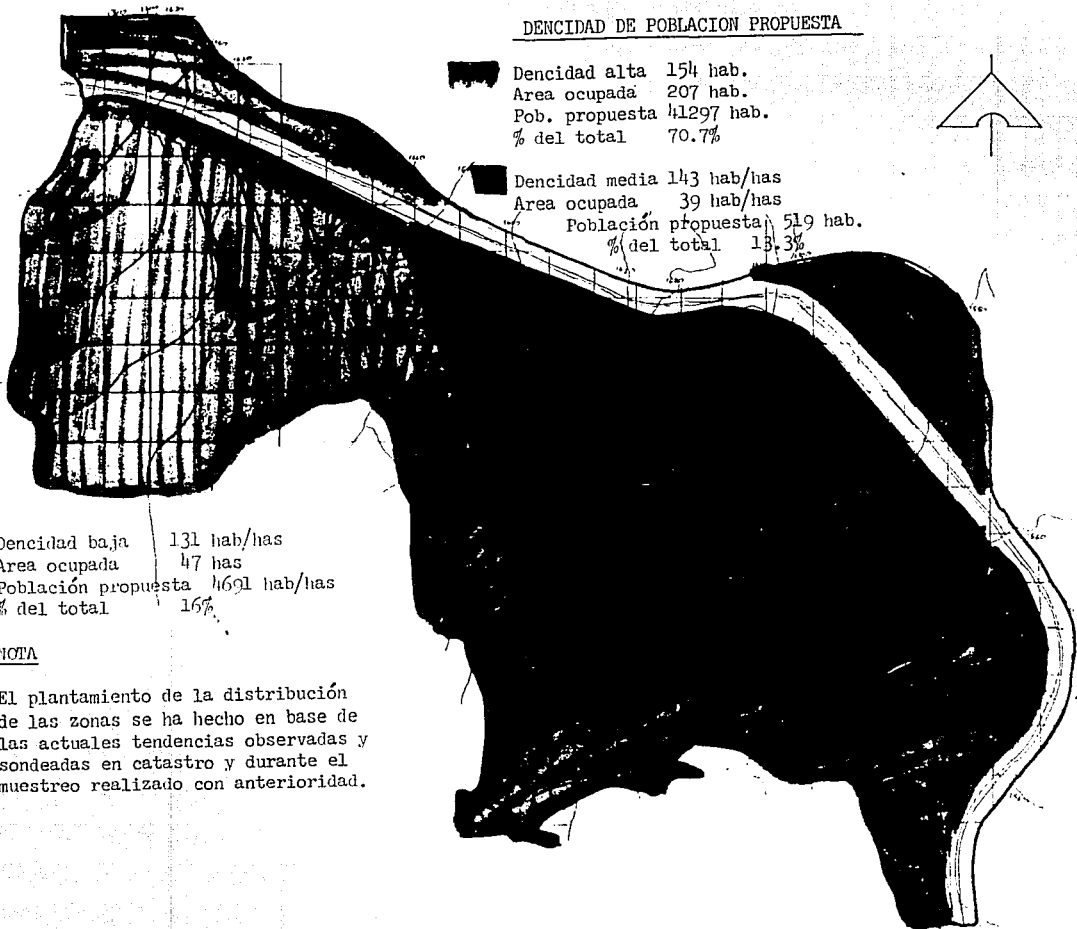 DENCIDAD DE POBLACION PROPUESTA
Dencidad alta 154 hab.
Area ocupada 207 hab.
Pob. propuesta 41297 hab.
% del total 70.7%
Dencidad media 143 hab/has
Area ocupada 39 hab/has
Población propuesta 519 hab.
% del total 13.3%
Dencidad baja 131 hab/has
Area ocupada 47 has
Población propuesta 4691 hab/has
% del total 16%
NOTA
El plantamiento de la distribución
de las zonas se ha hecho en base de
las actuales tendencias observadas y
sondeadas en catastro y durante el
muestreo realizado con anterioridad.